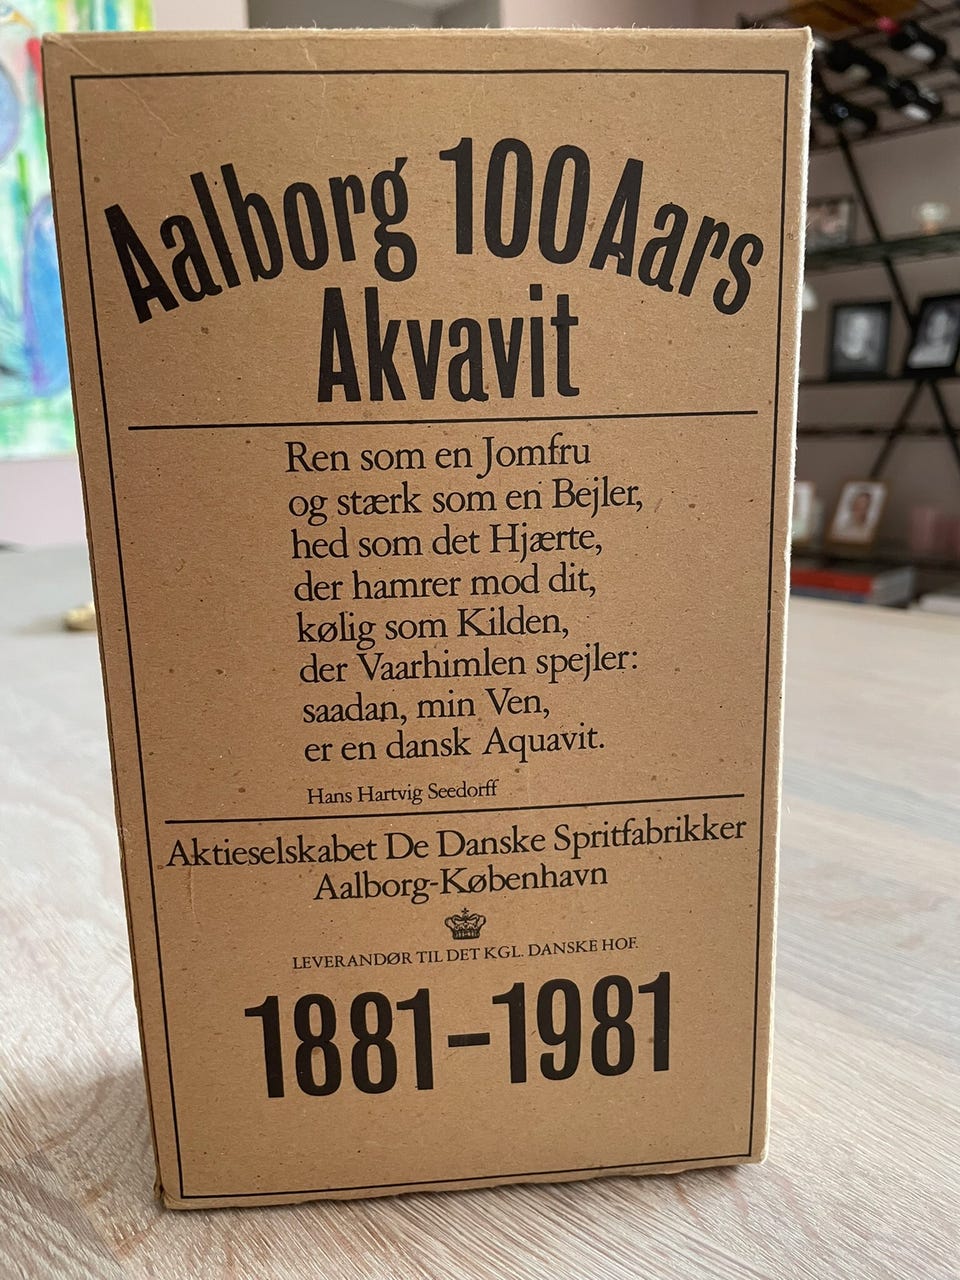 Aalborg 100 Aars
Akvavit
Ren som en Jomfru
og stærk som en Bejler,
hed som det Hjærte,
der hamrer mod dit,
kølig som Kilden,
der Vaarhimlen spejler:
saadan, min Ven,
er en dansk Aquavit.
Hans Hartvig Seedorff
Aktieselskabet De Danske Spritfabrikker
Aalborg-København
LEVERANDØR TIL DET KGL. DANSKE HOF.
1881-1981